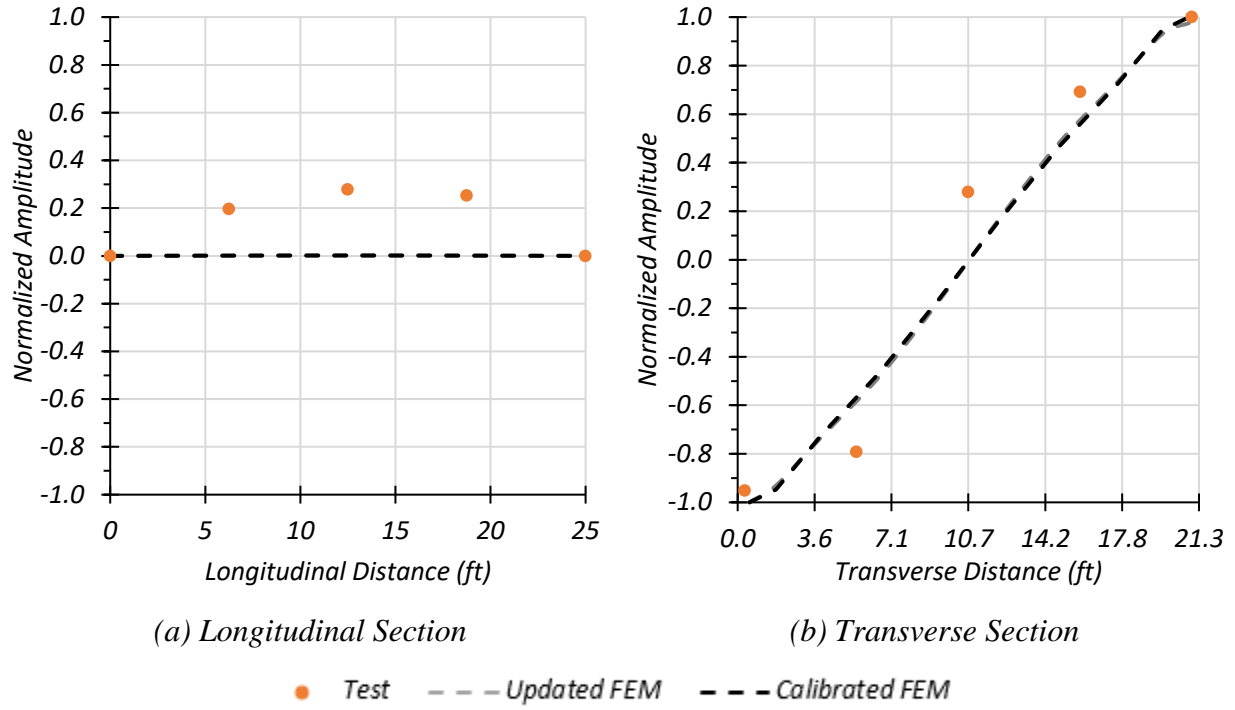 Normalized Amplitude
1.0
0.8
0.6
0.4
0.2
0.0
-0.2
-0.4
-0.6
-0.8
-1.0
0 5 10 15 20 25
Longitudinal Distance (ft)
(a) Longitudinal Section
Normalized Amplitude
1.0
0.8
0.6
0.4
0.2
0.0
-0.2
-0.4
-0.6
-0.8
-1.0
0.0 3.6 7.1 10.7 14.2 17.8 21.3
Transverse Distance (ft)
(b) Transverse Section
Test Updated FEM Calibrated FEM